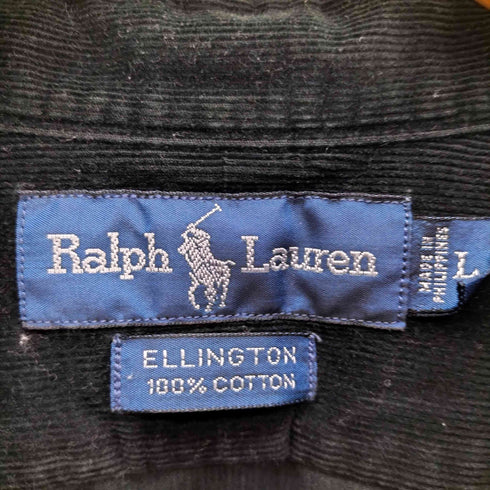 Ralph Lauren
MADE IN
PHILIPPINES
L
ELLINGTON
100% COTTON